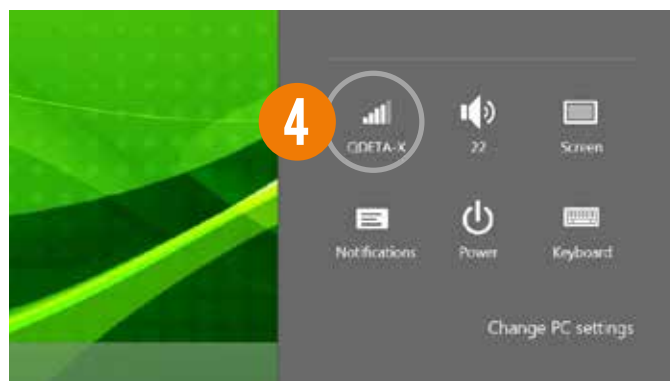 4
QDETA-X
22
Screen
Notifications
Power
Keyboard
Change PC settings